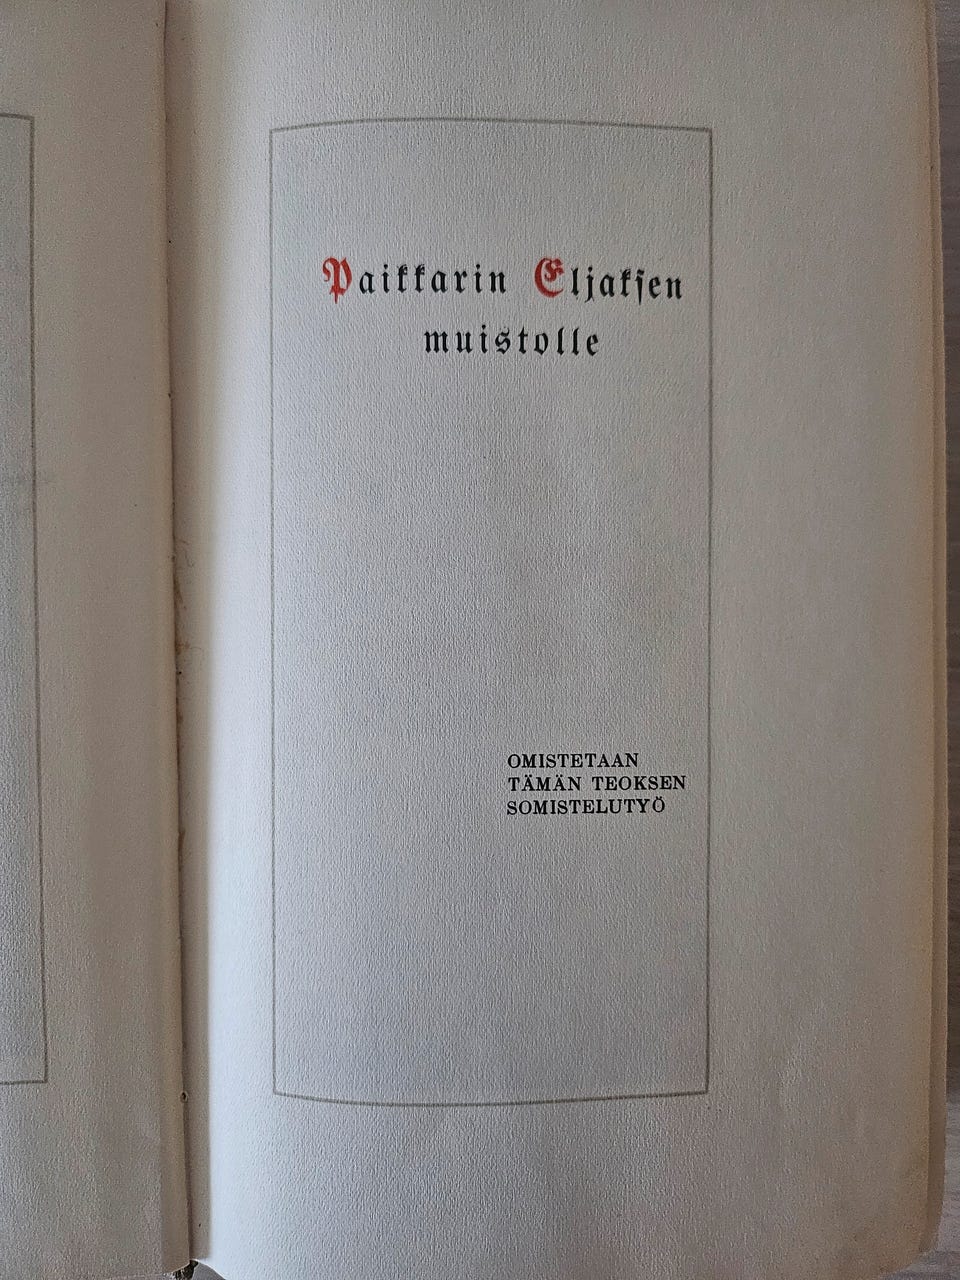 Paikkarin Eljaksen
muistolle
OMISTETAAN
TÄMÄN TEOKSEN
SOMISTELUTYÖ